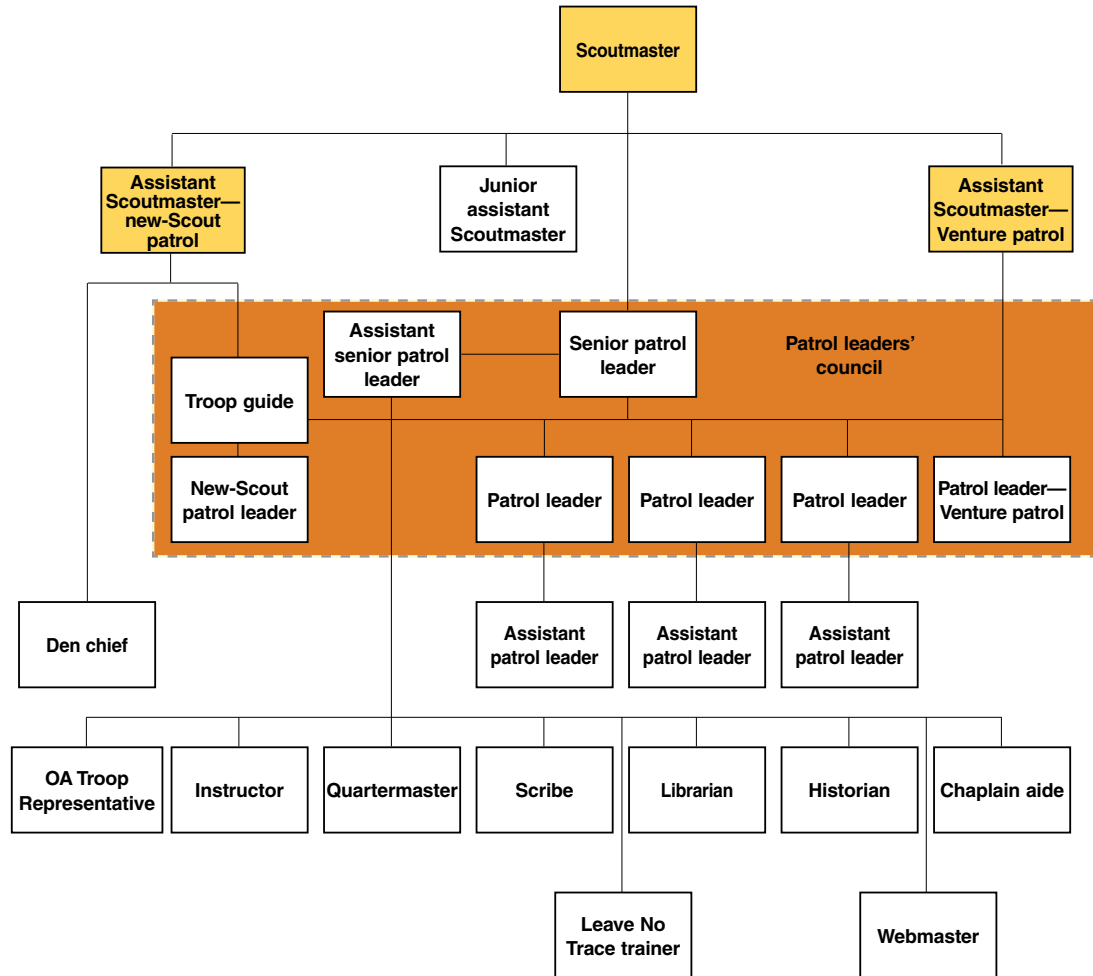 Scoutmaster
Assistant
Scoutmaster—
new-Scout
patrol
Junior
assistant
Scoutmaster
Assistant
Scoutmaster—
Venture patrol
Assistant
senior patrol
leader
Senior patrol
leader
Patrol leaders’
council
Troop guide
New-Scout
patrol leader
Patrol leader
Patrol leader
Patrol leader
Patrol leader—
Venture patrol
Den chief
Assistant
patrol leader
Assistant
patrol leader
Assistant
patrol leader
OA Troop
Representative
Instructor
Quartermaster
Scribe
Librarian
Historian
Chaplain aide
Leave No
Trace trainer
Webmaster